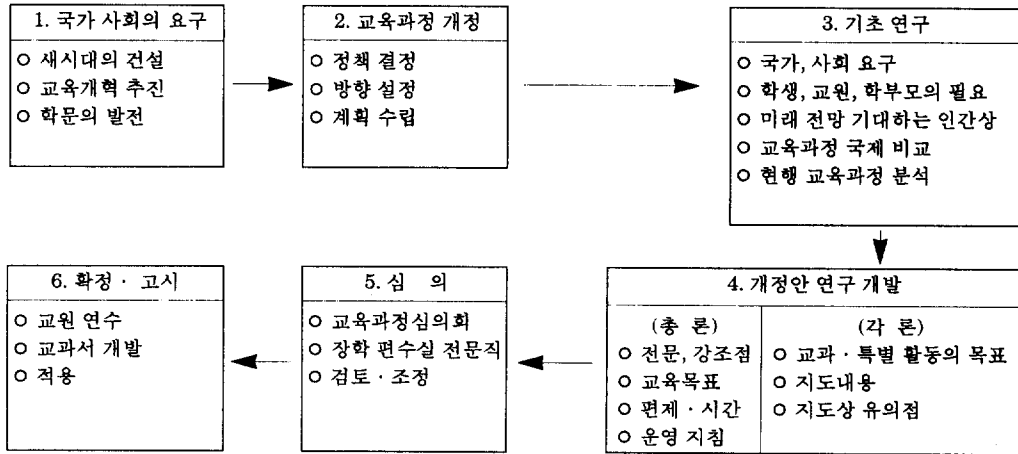 1. 국가 사회의 요구
○ 새시대의 건설
○ 교육개혁 추진
○ 학문의 발전
2. 교육과정 개정
○ 정책 결정
○ 방향 설정
○ 계획 수립
3. 기초 연구
○ 국가, 사회 요구
○ 학생, 교원, 학부모의 필요
○ 미래 전망 기대하는 인간상
○ 교육과정 국제 비교
○ 현행 교육과정 분석
4. 개정안 연구 개발
(총 론)
○ 전문, 강조점
○ 교육목표
○ 편제 · 시간
○ 운영 지침
(각 론)
○ 교과 · 특별 활동의 목표
○ 지도내용
○ 지도상 유의점
5. 심 의
○ 교육과정심의회
○ 장학 편수실 전문직
○ 검토 · 조정
6. 확정 · 고시
○ 교원 연수
○ 교과서 개발
○ 적용